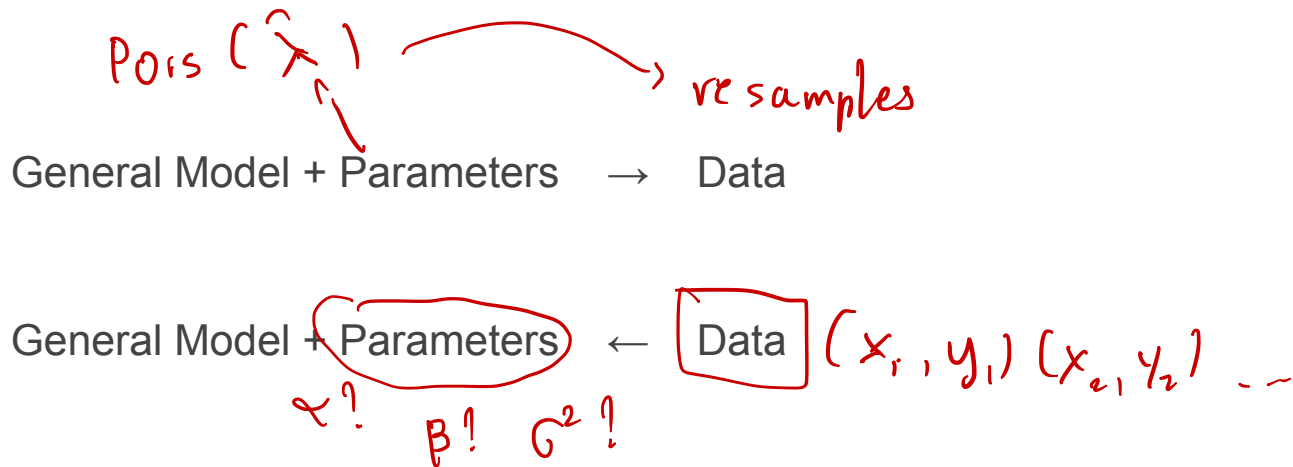 Pois ( λ̂ )
resamples
General Model + Parameters → Data
General Model + Parameters ← Data (x₁, y₁) (x₂, y₂) ...
α? β? σ²?